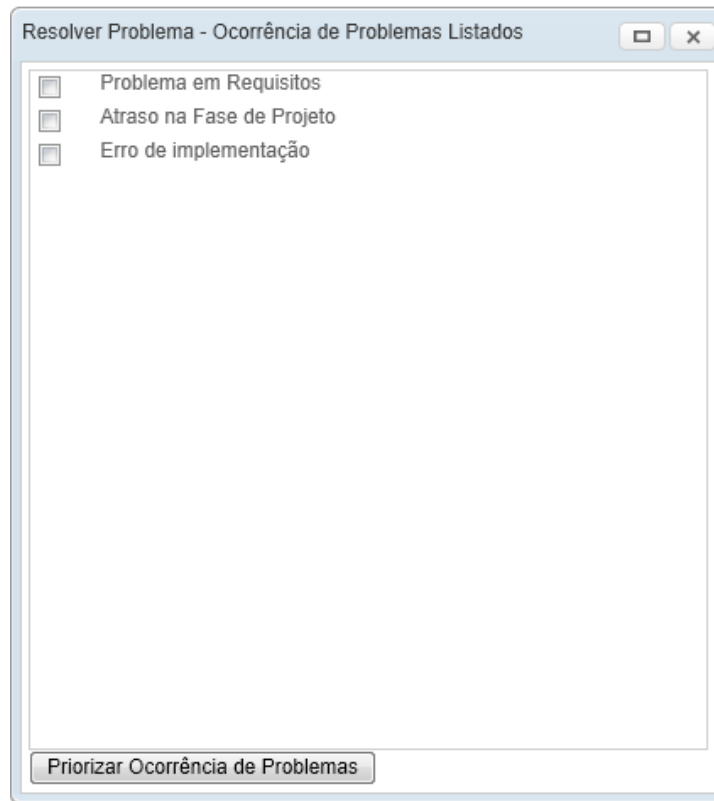 Resolver Problema - Ocorrência de Problemas Listados
Problema em Requisitos
Atraso na Fase de Projeto
Erro de implementação
Priorizar Ocorrência de Problemas